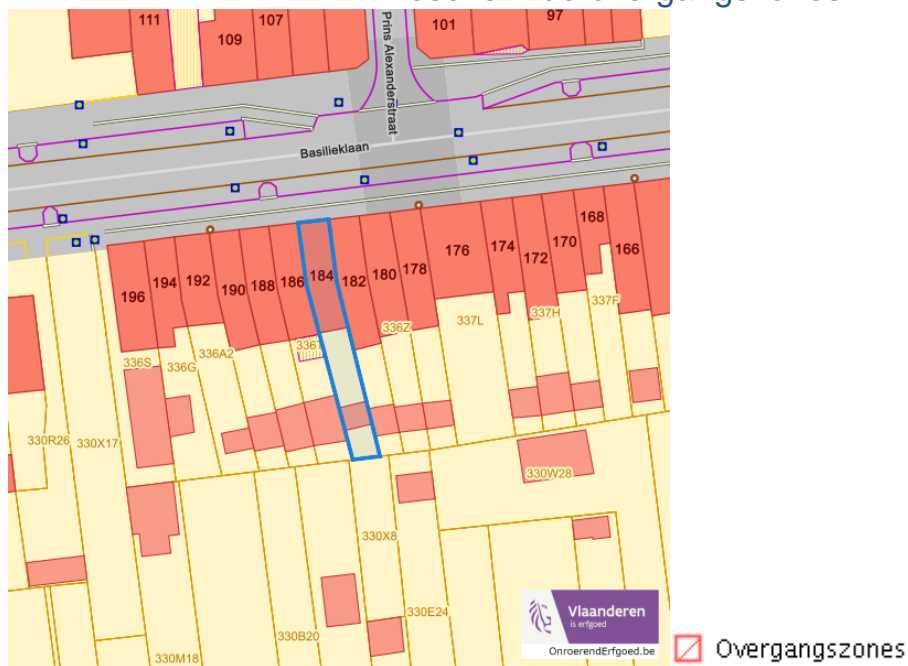 111
109
107
101
97
Prins Alexanderstraat
Basilieklaan
196
194
192
190
188
186
184
182
180
178
176
174
172
170
168
166
336S
336G
336A2
336Z
337L
337H
337F
330R26
330X17
330W28
330X8
330E24
330B20
330M18
Vlaanderen
is erfgoed
OnroerendErfgoed.be
Overgangszones